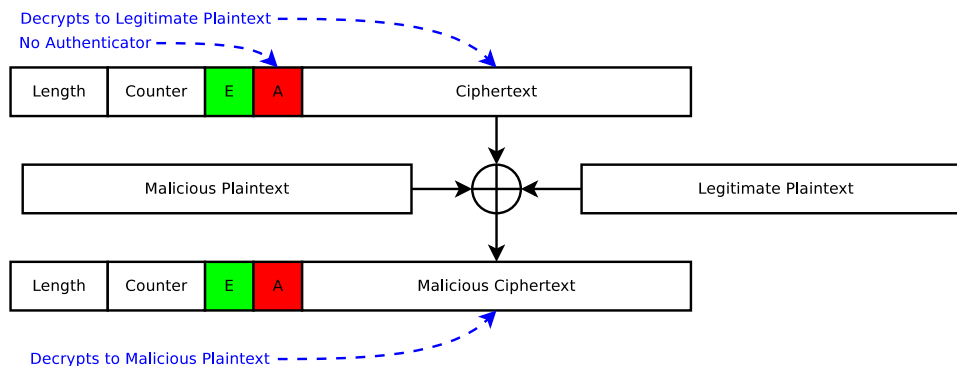 Decrypts to Legitimate Plaintext
No Authenticator
Length Counter E A Ciphertext
Malicious Plaintext Legitimate Plaintext
Length Counter E A Malicious Ciphertext
Decrypts to Malicious Plaintext